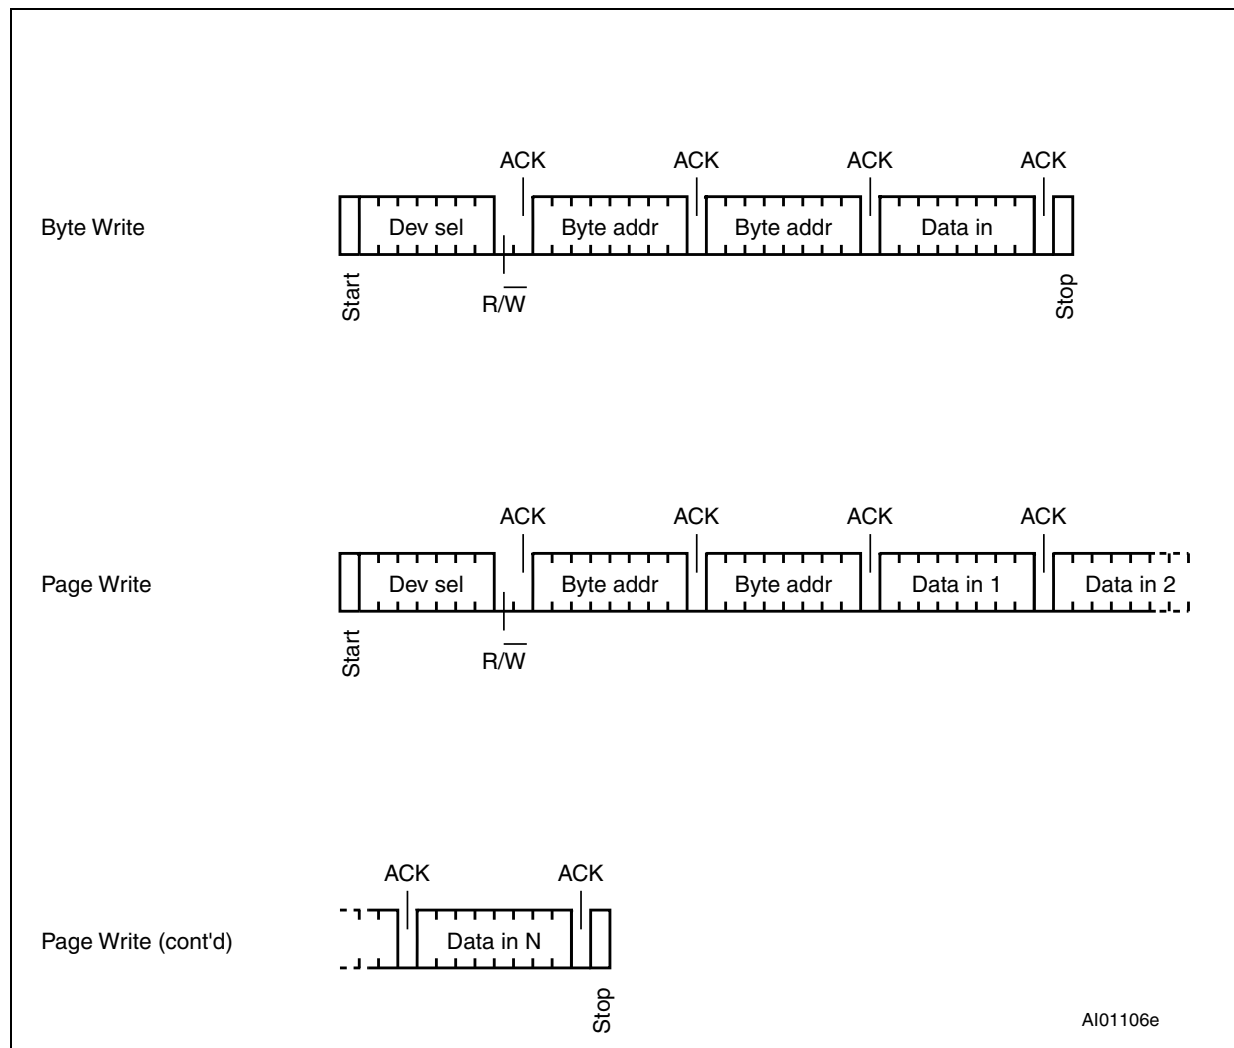 ACK ACK ACK ACK
Byte Write Dev sel Byte addr Byte addr Data in
Start R/W̅ Stop
ACK ACK ACK ACK
Page Write Dev sel Byte addr Byte addr Data in 1 Data in 2
Start R/W̅
ACK ACK
Page Write (cont'd) Data in N
Stop
AI01106e